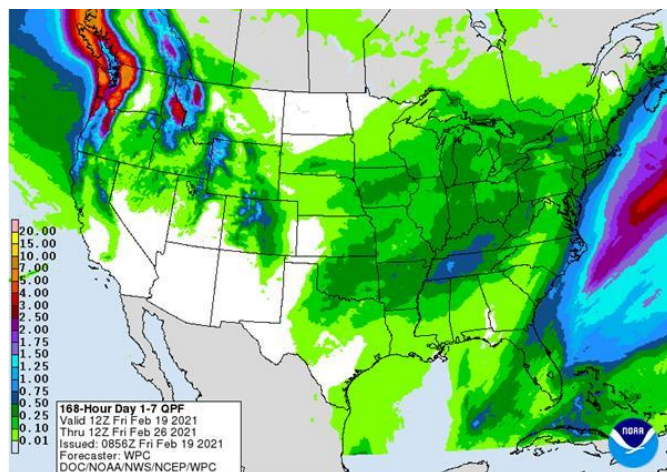 20.00
15.00
10.00
7.00
5.00
4.00
3.00
2.50
2.00
1.75
1.50
1.25
1.00
0.75
0.50
0.25
0.10
0.01
168-Hour Day 1-7 QPF
Valid 12Z Fri Feb 19 2021
Thru 12Z Fri Feb 26 2021
Issued: 0856Z Fri Feb 19 2021
Forecaster: WPC
DOC/NOAA/NWS/NCEP/WPC
NOAA